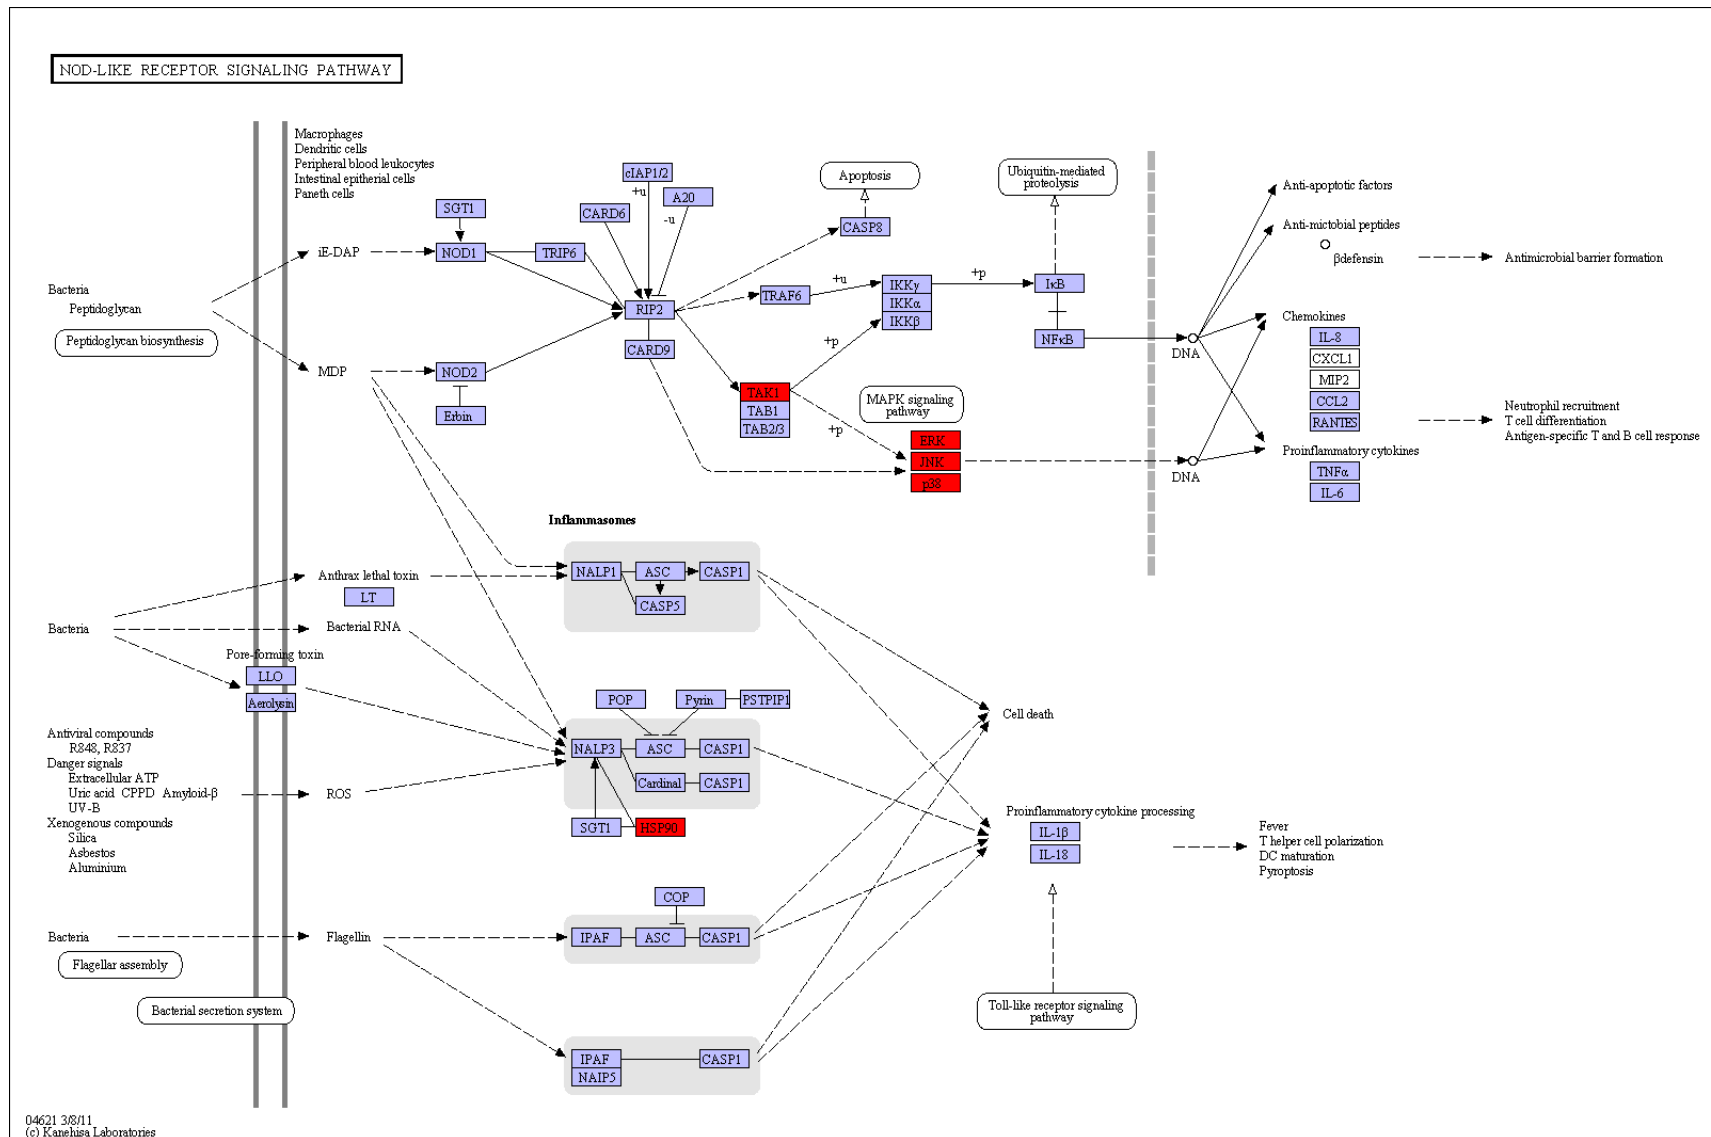 NOD-LIKE RECEPTOR SIGNALING PATHWAY
Macrophages
Dendritic cells
Peripheral blood leukocytes
Intestinal epitherial cells
Paneth cells
SGT1
NOD1
TRIP6
CARD6
cIAP1/2
A20
+u
-u
iE-DAP
Bacteria
Peptidoglycan
Peptidoglycan biosynthesis
MDP
NOD2
Erbin
RIP2
CARD9
Apoptosis
CASP8
TRAF6
+u
IKKγ
IKKα
IKKβ
+p
+p
+p
Ubiquitin-mediated
proteolysis
IκB
NFκB
TAK1
TAB1
TAB2/3
MAPK signaling
pathway
ERK
JNK
p38
DNA
DNA
Anti-apoptotic factors
Anti-mictobial peptides
βdefensin
Antimicrobial barrier formation
Chemokines
IL-8
CXCL1
MIP2
CCL2
RANTES
Neutrophil recruitment
T cell differentiation
Antigen-specific T and B cell response
Proinflammatory cytokines
TNFα
IL-6
Inflammasomes
NALP1
ASC
CASP1
CASP5
Anthrax lethal toxin
LT
Bacteria
Bacterial RNA
Pore-forming toxin
LLO
Aerolysin
POP
Pyrin
PSTPIP1
NALP3
ASC
CASP1
Cardinal
CASP1
SGT1
HSP90
Antiviral compounds
R848, R837
Danger signals
Extracellular ATP
Uric acid CPPD Amyloid-β
UV-B
Xenogenous compounds
Silica
Asbestos
Aluminium
ROS
Cell death
Proinflammatory cytokine processing
IL-1β
IL-18
Fever
T helper cell polarization
DC maturation
Pyroptosis
COP
IPAF
ASC
CASP1
Bacteria
Flagellin
Flagellar assembly
Bacterial secretion system
Toll-like receptor signaling
pathway
IPAF
CASP1
NAIP5
04621 3/8/11
(c) Kanehisa Laboratories